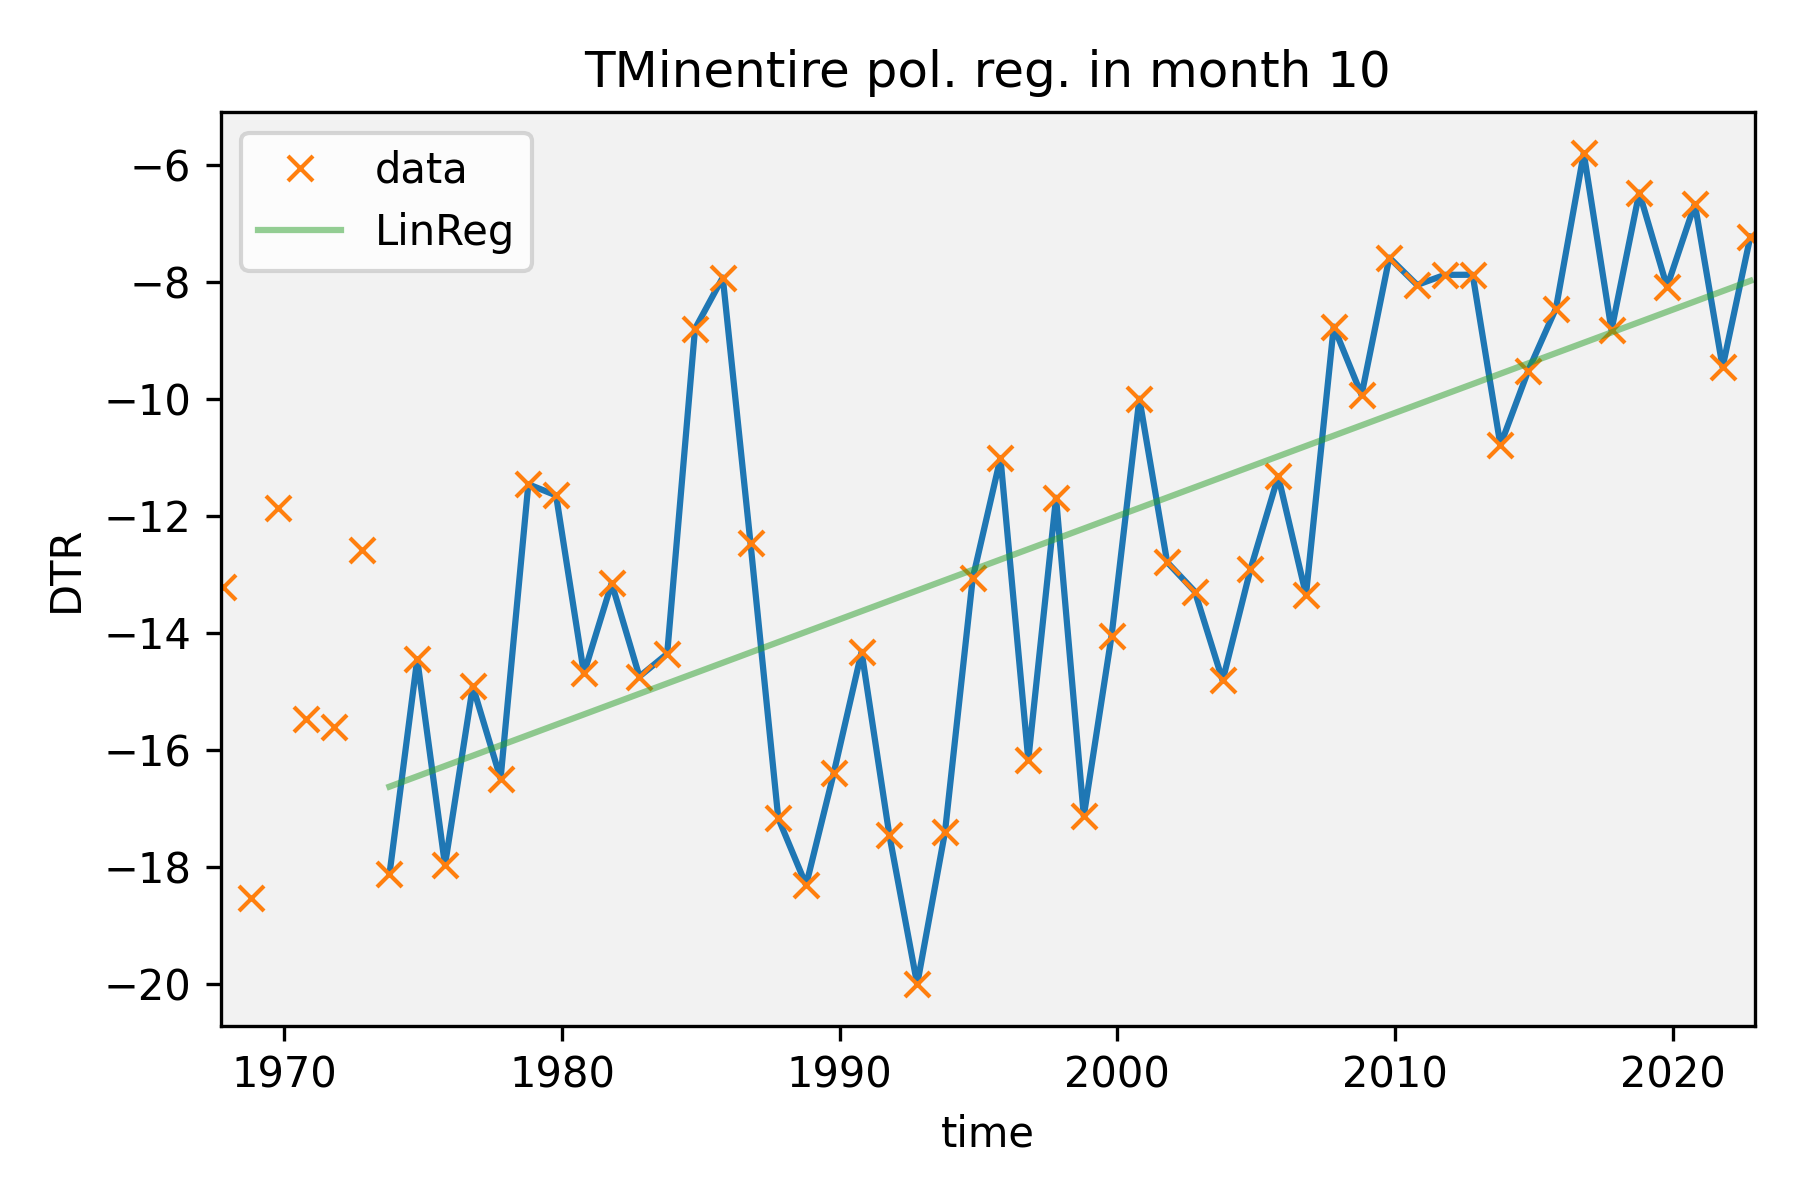 TMinentire pol. reg. in month 10
data
LinReg
−6
−8
−10
−12
−14
−16
−18
−20
DTR
1970 1980 1990 2000 2010 2020
time